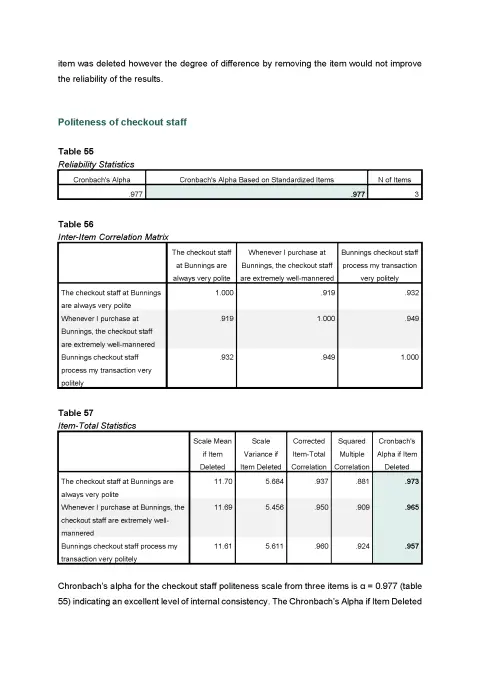 item was deleted however the degree of difference by removing the item would not improve
the reliability of the results.
Politeness of checkout staff
Table 55
Reliability Statistics
Cronbach's Alpha Cronbach's Alpha Based on Standardized Items N of Items
.977 .977 3
Table 56
Inter-Item Correlation Matrix
The checkout staff Whenever I purchase at Bunnings checkout staff
at Bunnings are Bunnings, the checkout staff process my transaction
always very polite are extremely well-mannered very politely
The checkout staff at Bunnings 1.000 .919 .932
are always very polite
Whenever I purchase at .919 1.000 .949
Bunnings, the checkout staff
are extremely well-mannered
Bunnings checkout staff .932 .949 1.000
process my transaction very
politely
Table 57
Item-Total Statistics
Scale Mean Scale Corrected Squared Cronbach's
if Item Variance if Item-Total Multiple Alpha if Item
Deleted Item Deleted Correlation Correlation Deleted
The checkout staff at Bunnings are 11.70 5.684 .937 .881 .973
always very polite
Whenever I purchase at Bunnings, the 11.69 5.456 .950 .909 .965
checkout staff are extremely well-
mannered
Bunnings checkout staff process my 11.61 5.611 .960 .924 .957
transaction very politely
Chronbach's alpha for the checkout staff politeness scale from three items is α = 0.977 (table
55) indicating an excellent level of internal consistency. The Chronbach's Alpha if Item Deleted